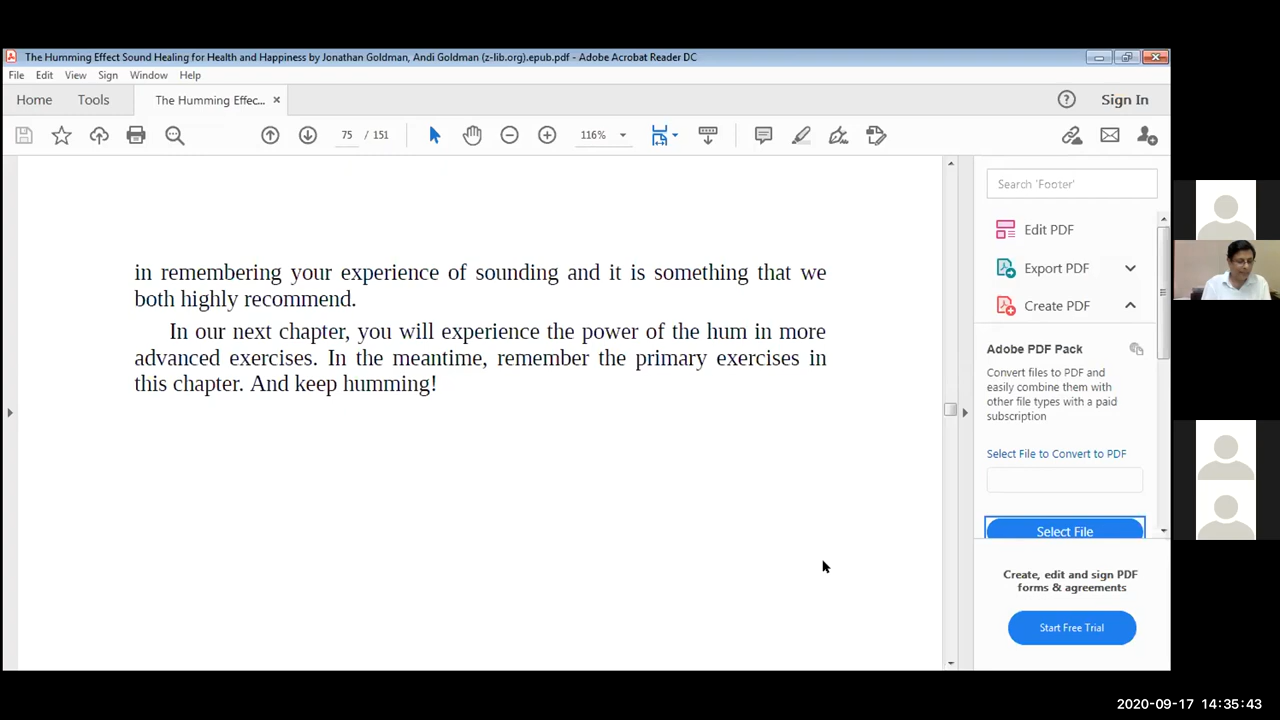 The Humming Effect Sound Healing for Health and Happiness by Jonathan Goldman, Andi Goldman (z-lib.org).epub.pdf - Adobe Acrobat Reader DC
File Edit View Sign Window Help
Home Tools The Humming Effec... × Sign In
75 / 151 116%
in remembering your experience of sounding and it is something that we
both highly recommend.
In our next chapter, you will experience the power of the hum in more
advanced exercises. In the meantime, remember the primary exercises in
this chapter. And keep humming!
Search 'Footer'
Edit PDF
Export PDF
Create PDF
Adobe PDF Pack
Convert files to PDF and
easily combine them with
other file types with a paid
subscription
Select File to Convert to PDF
Select File
Create, edit and sign PDF
forms & agreements
Start Free Trial
2020-09-17 14:35:43